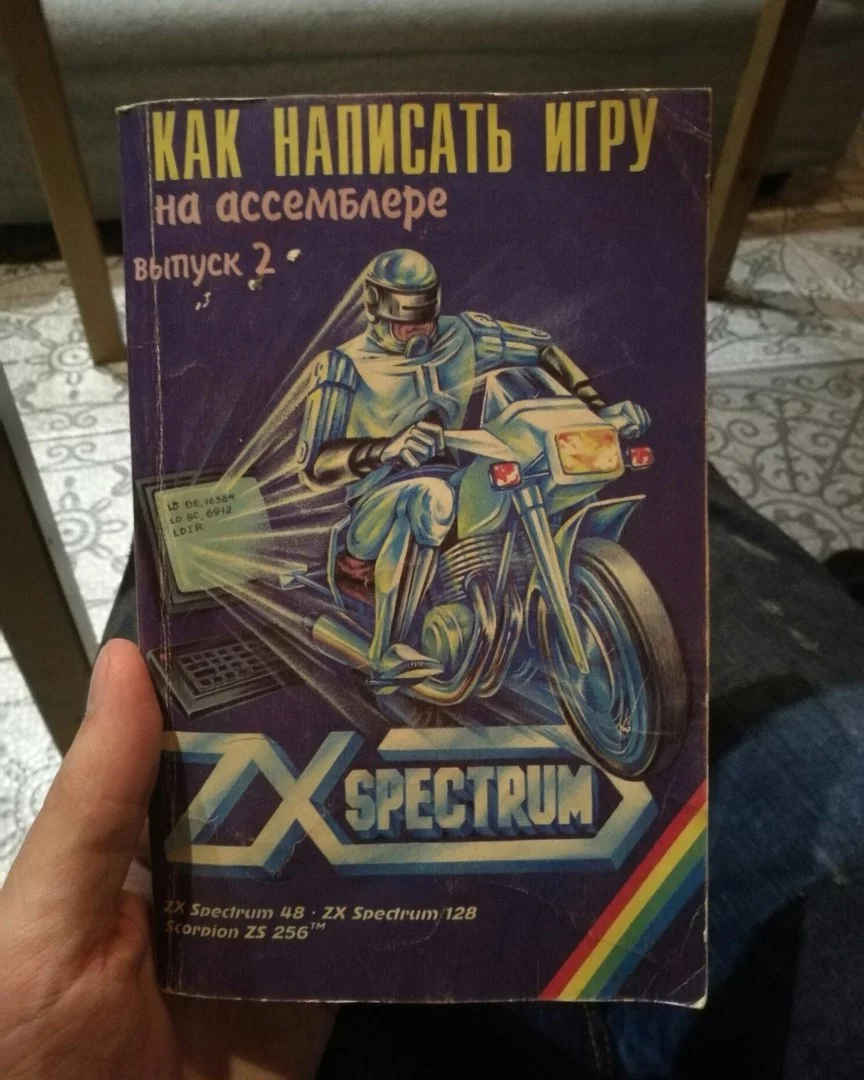 КАК НАПИСАТЬ ИГРУ
на ассемблере
выпуск 2
LD DE,16384
LD BC,6912
LDIR
ZX SPECTRUM
ZX Spectrum 48 · ZX Spectrum 128
Scorpion ZS 256™